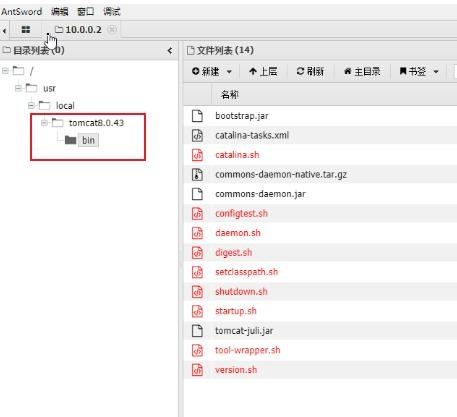 AntSword 编辑 窗口 调试
10.0.0.2
目录列表 (0)
/
usr
local
tomcat8.0.43
bin
文件列表 (14)
新建 上层 刷新 主目录 书签
名称
bootstrap.jar
catalina-tasks.xml
catalina.sh
commons-daemon-native.tar.gz
commons-daemon.jar
configtest.sh
daemon.sh
digest.sh
setclasspath.sh
shutdown.sh
startup.sh
tomcat-juli.jar
tool-wrapper.sh
version.sh